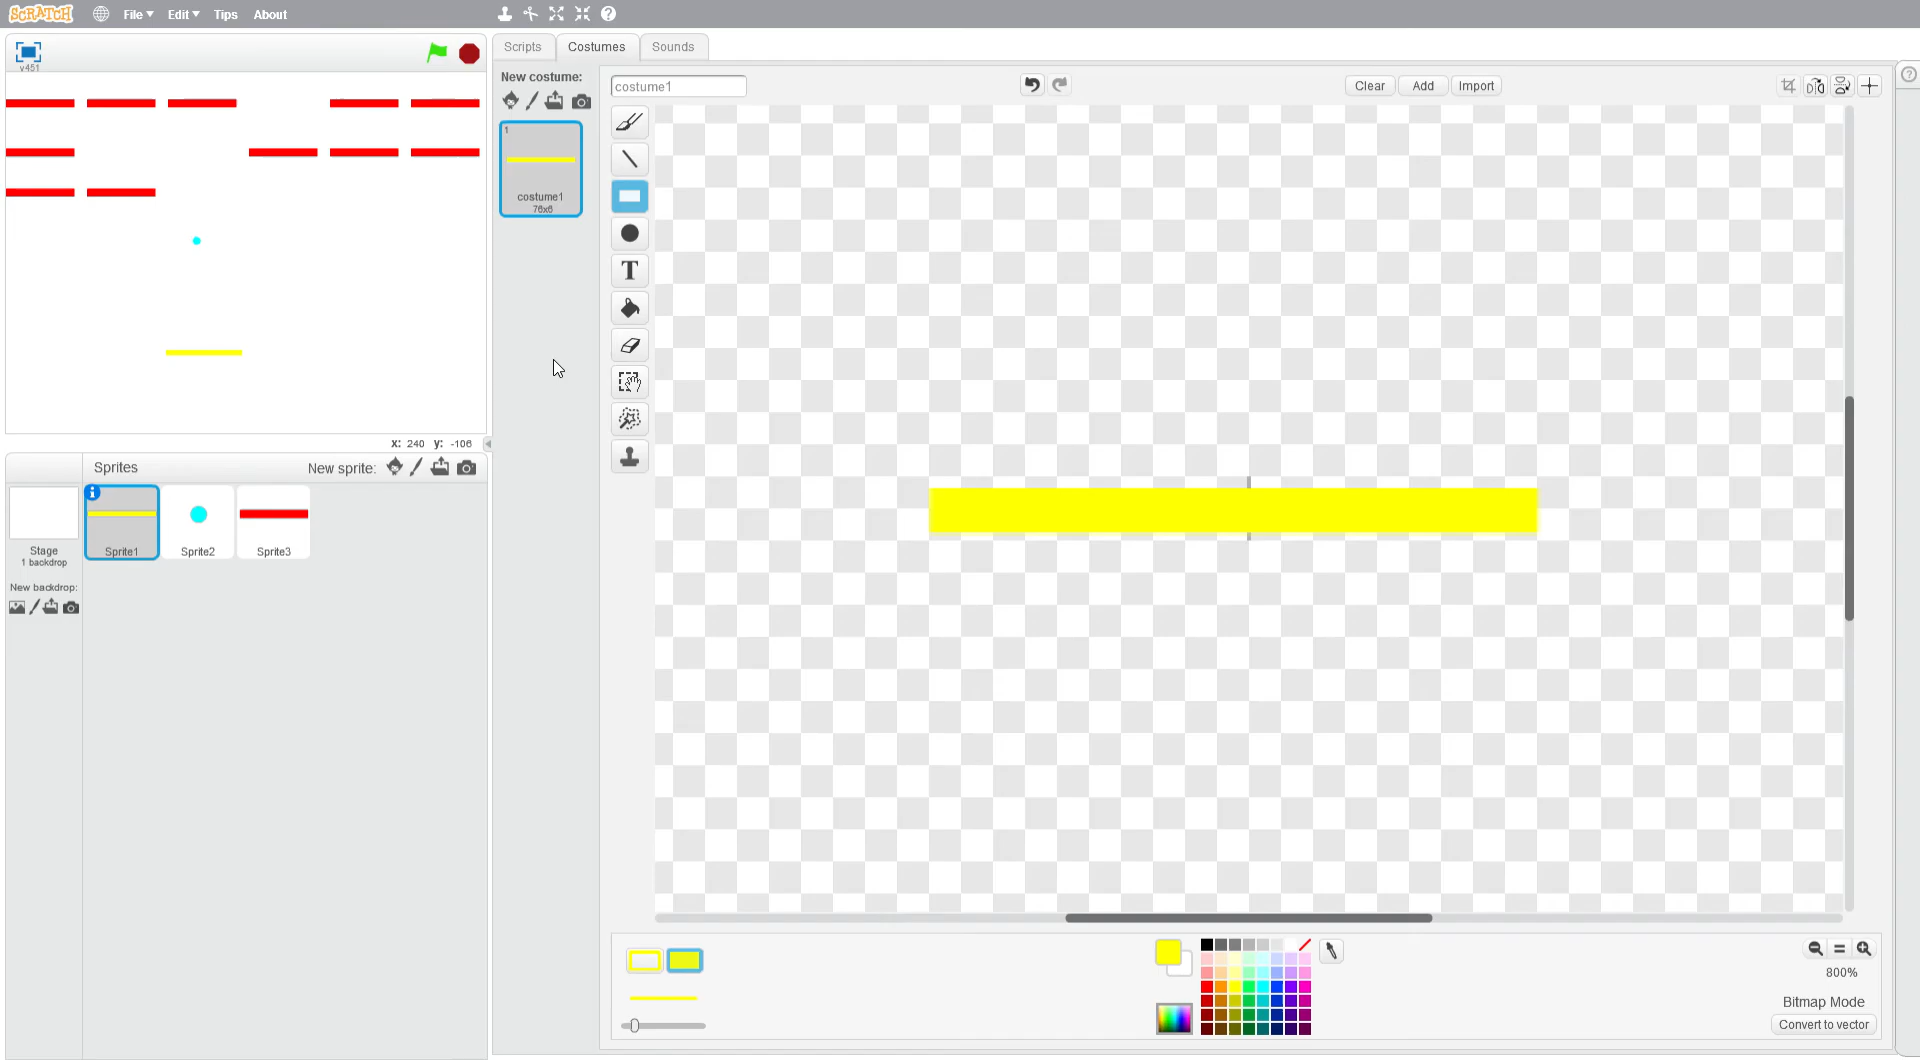 SCRATCH File Edit Tips About
v451
Scripts Costumes Sounds
New costume:
costume1
Clear Add Import
1
costume1
76x6
T
x: 240 y: -106
Sprites New sprite:
Stage
1 backdrop
Sprite1 Sprite2 Sprite3
New backdrop:
800%
Bitmap Mode
Convert to vector